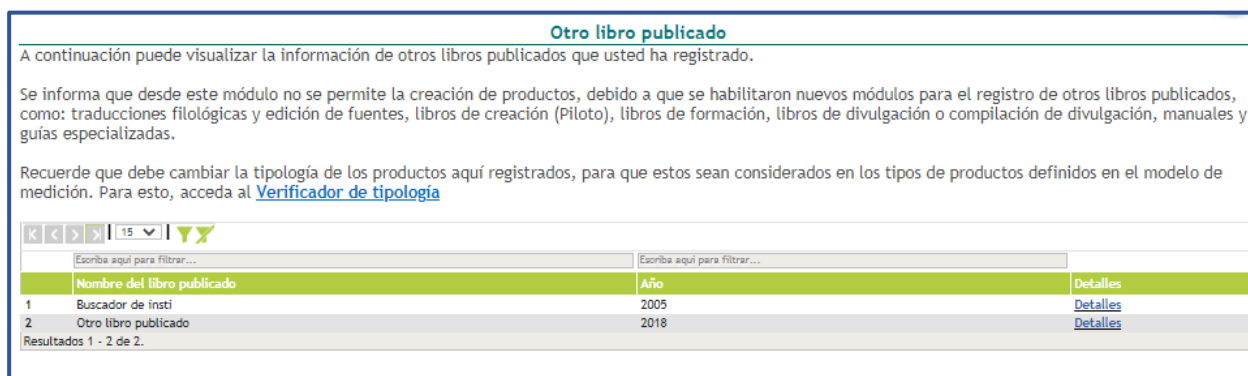 Otro libro publicado
A continuación puede visualizar la información de otros libros publicados que usted ha registrado.
Se informa que desde este módulo no se permite la creación de productos, debido a que se habilitaron nuevos módulos para el registro de otros libros publicados,
como: traducciones filológicas y edición de fuentes, libros de creación (Piloto), libros de formación, libros de divulgación o compilación de divulgación, manuales y
guías especializadas.
Recuerde que debe cambiar la tipología de los productos aquí registrados, para que estos sean considerados en los tipos de productos definidos en el modelo de
medición. Para esto, acceda al Verificador de tipología
15
Escriba aquí para filtrar... Escriba aquí para filtrar...
Nombre del libro publicado Año Detalles
1 Buscador de ínsti 2005 Detalles
2 Otro libro publicado 2018 Detalles
Resultados 1 - 2 de 2.